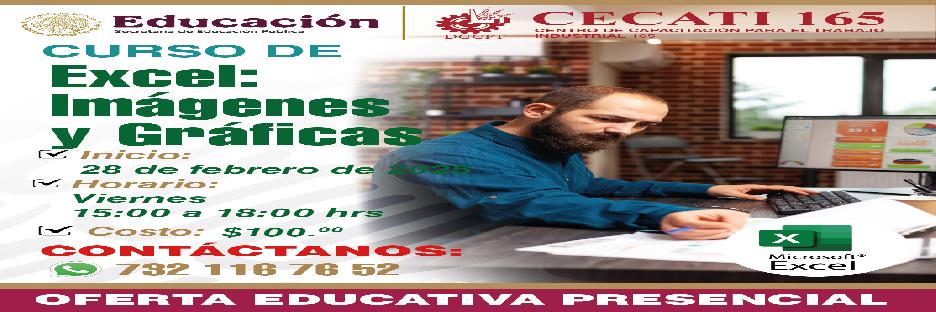 Educación
Secretaría de Educación Pública
DGCFT
CECATI 165
CENTRO DE CAPACITACIÓN PARA EL TRABAJO
INDUSTRIAL 165
CURSO DE
Excel:
Imágenes
y Gráficas
Inicio:
28 de febrero de 2025
Horario:
Viernes
15:00 a 18:00 hrs
Costo: $100.⁰⁰
CONTÁCTANOS:
732 116 76 52
Microsoft®
Excel
OFERTA EDUCATIVA PRESENCIAL